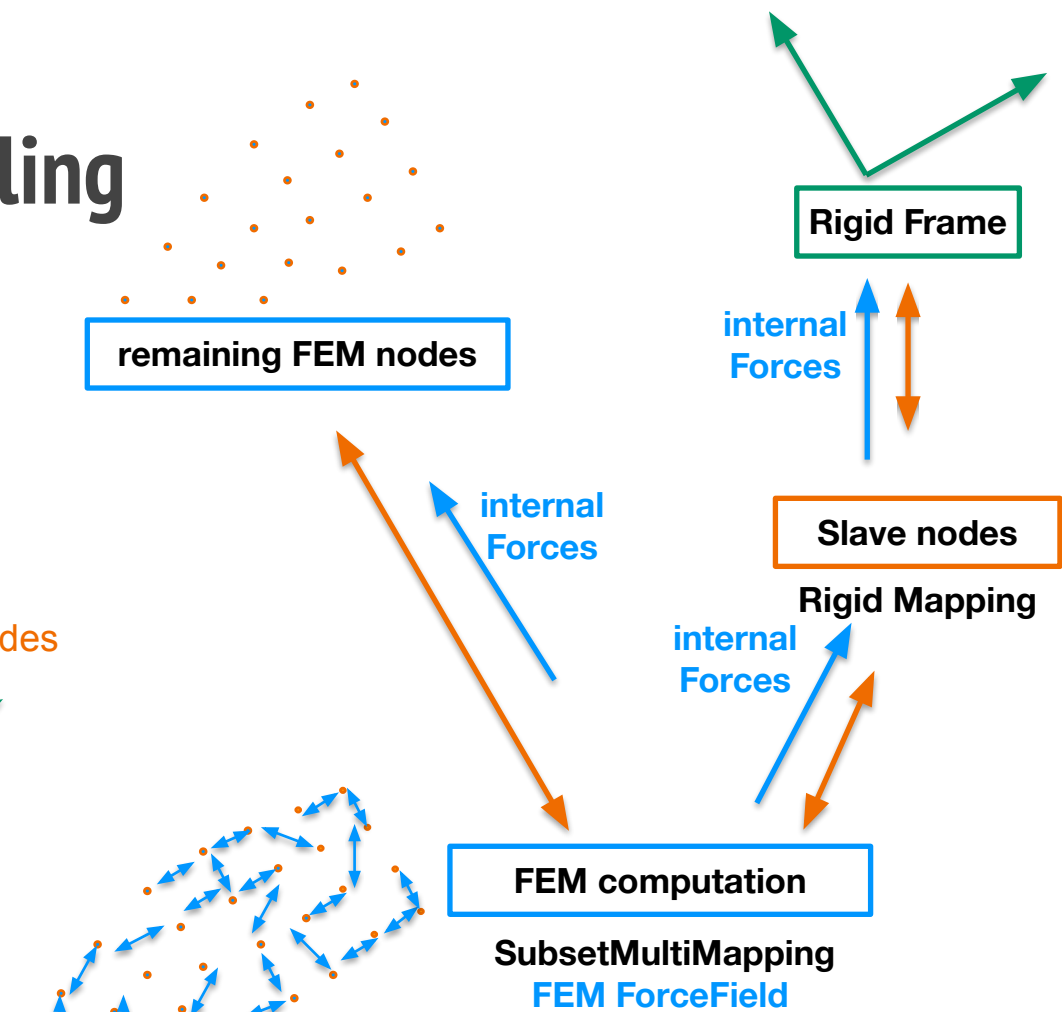 ling
Rigid Frame
internal
Forces
remaining FEM nodes
internal
Forces
Slave nodes
Rigid Mapping
des
internal
Forces
FEM computation
SubsetMultiMapping
FEM ForceField